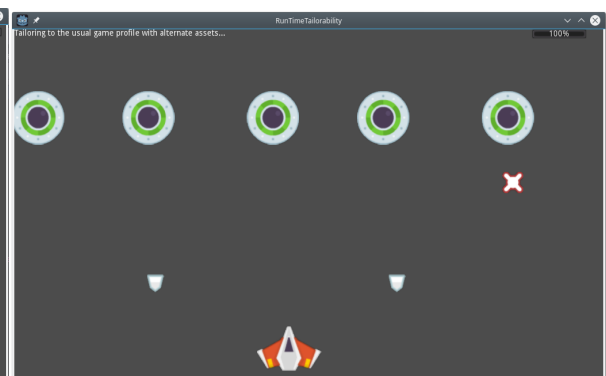 RunTimeTailorability
Tailoring to the usual game profile with alternate assets...
100%